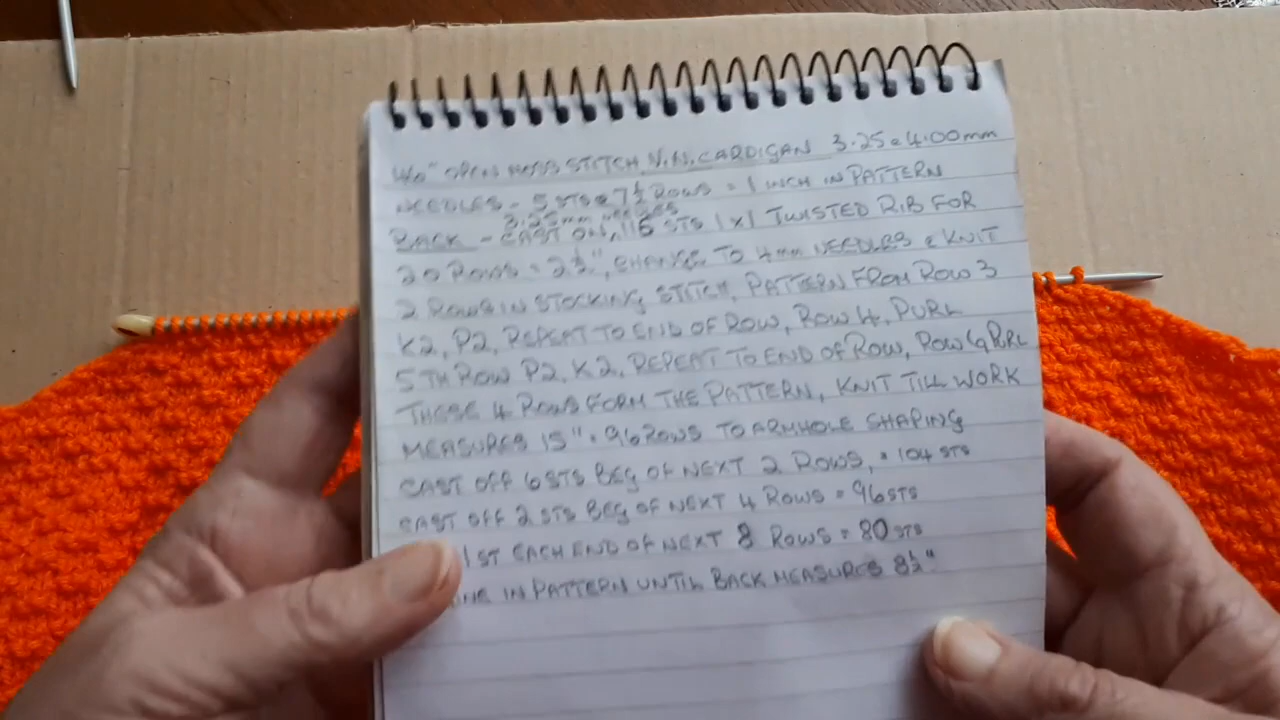 40" OPEN MOSS STITCH V.N. CARDIGAN 3.25 & 4.00mm
NEEDLES - 5 STS & 7½ ROWS = 1 INCH IN PATTERN
3.25mm NEEDLES
BACK - CAST ON 116 STS 1x1 TWISTED RIB FOR
20 ROWS = 2½", CHANGE TO 4mm NEEDLES & KNIT
2 ROWS IN STOCKING STITCH, PATTERN FROM ROW 3
K2, P2, REPEAT TO END OF ROW, ROW 4, PURL
5TH ROW P2, K2, REPEAT TO END OF ROW, ROW 6 PURL
THESE 4 ROWS FORM THE PATTERN, KNIT TILL WORK
MEASURES 15" = 96 ROWS TO ARMHOLE SHAPING
CAST OFF 6 STS BEG OF NEXT 2 ROWS, = 104 STS
CAST OFF 2 STS BEG OF NEXT 4 ROWS = 96 STS
1ST EACH END OF NEXT 8 ROWS = 80 STS
IN PATTERN UNTIL BACK MEASURES 8½"